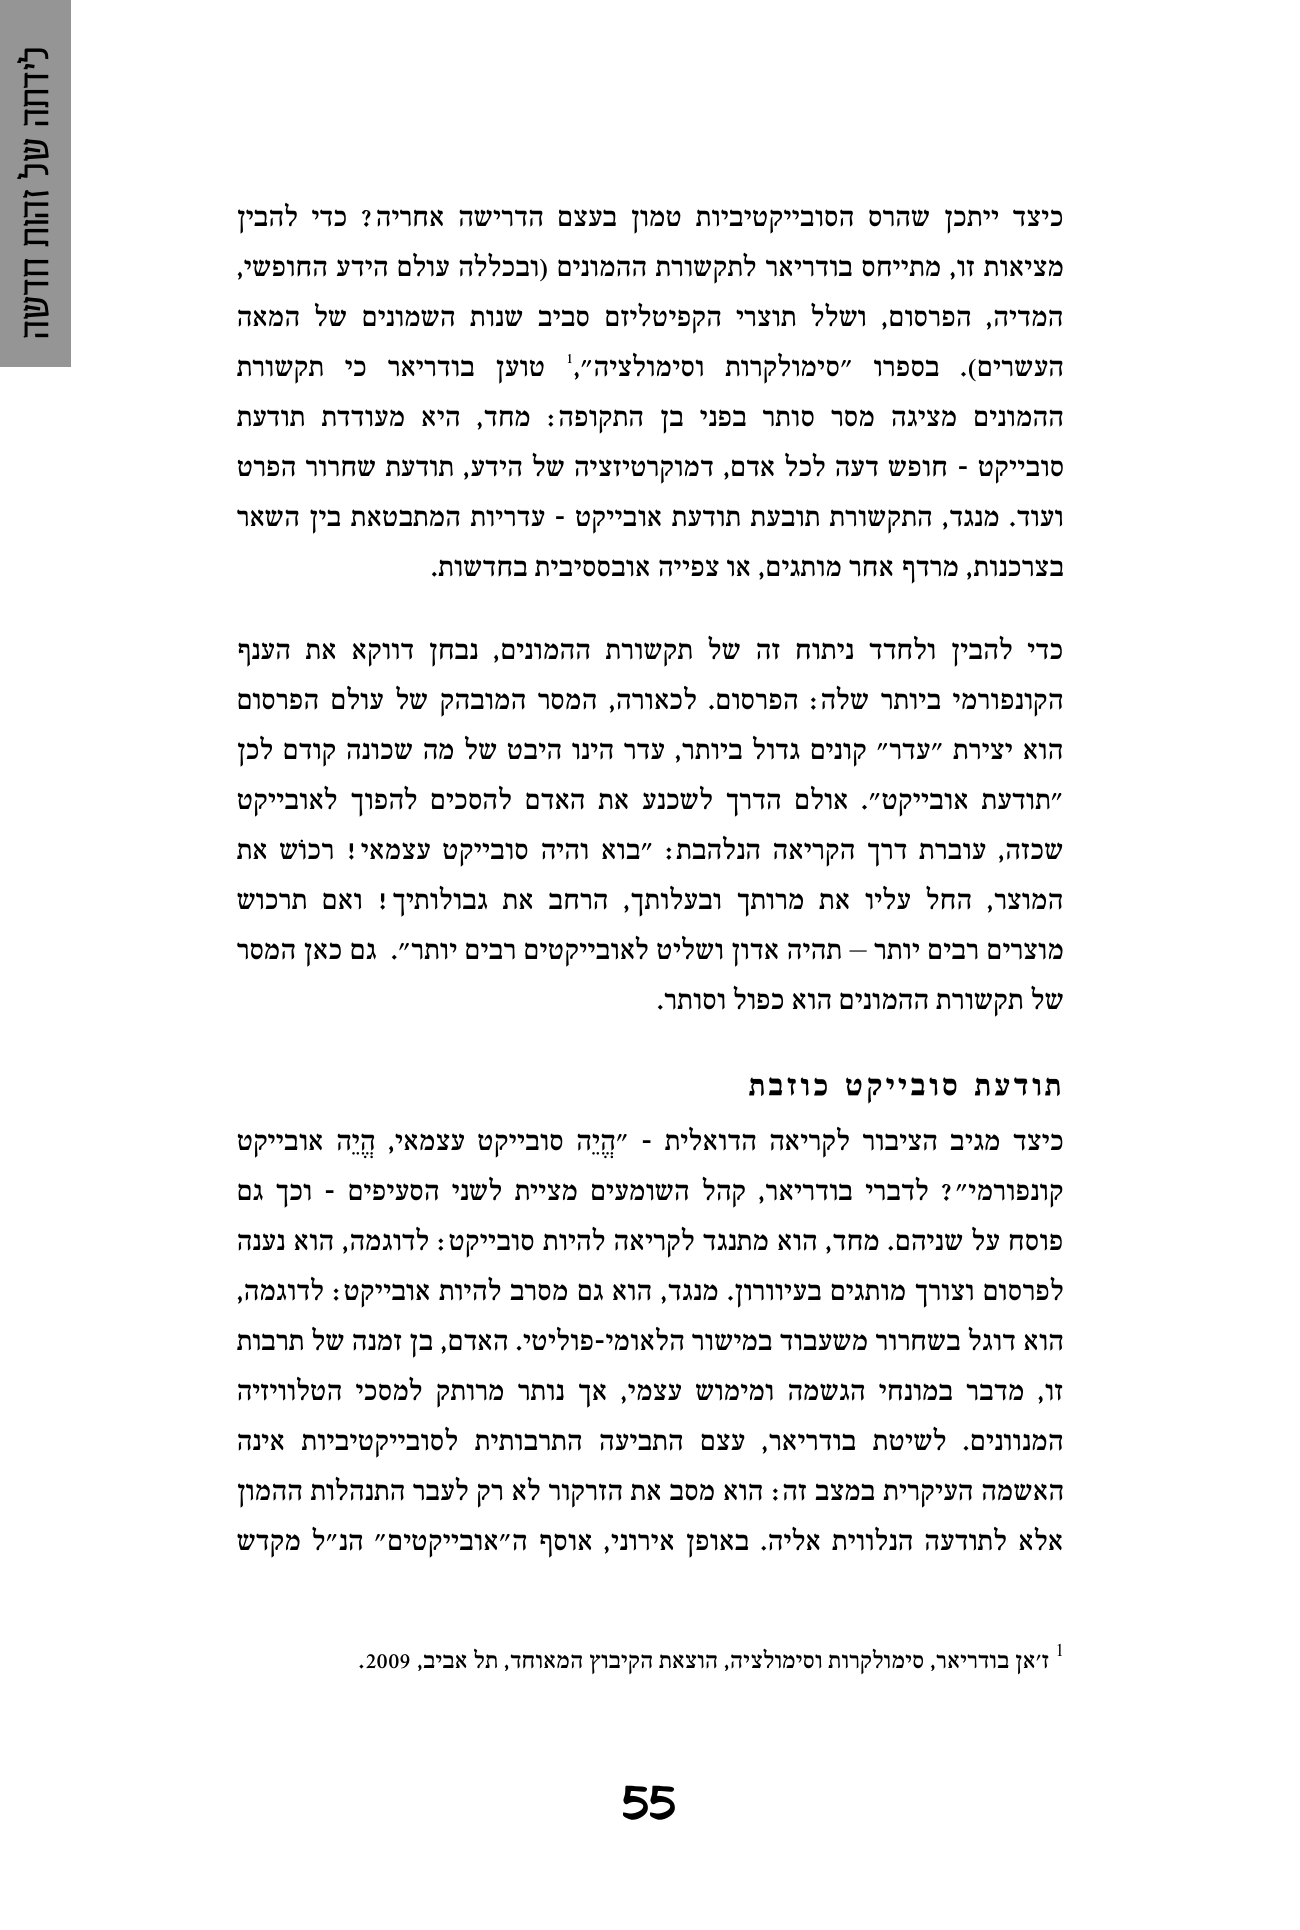 לידתה של זהות חדשה
כיצד ייתכן שהרס הסובייקטיביות טמון בעצם הדרישה אחריה? כדי להבין
מציאות זו, מתייחס בודריאר לתקשורת ההמונים (ובכללה עולם הידע החופשי,
המדיה, הפרסום, ושלל תוצרי הקפיטליזם סביב שנות השמונים של המאה
העשרים). בספרו ״סימולקרות וסימולציה״,1 טוען בודריאר כי תקשורת
ההמונים מציגה מסר סותר בפני בן התקופה: מחד, היא מעודדת תודעת
סובייקט - חופש דעה לכל אדם, דמוקרטיזציה של הידע, תודעת שחרור הפרט
ועוד. מנגד, התקשורת תובעת תודעת אובייקט - עדריות המתבטאת בין השאר
בצרכנות, מרדף אחר מותגים, או צפייה אובססיבית בחדשות.
כדי להבין ולחדד ניתוח זה של תקשורת ההמונים, נבחן דווקא את הענף
הקונפורמי ביותר שלה: הפרסום. לכאורה, המסר המובהק של עולם הפרסום
הוא יצירת ״עדר״ קונים גדול ביותר, עדר הינו היבט של מה שכונה קודם לכן
״תודעת אובייקט״. אולם הדרך לשכנע את האדם להסכים להפוך לאובייקט
שכזה, עוברת דרך הקריאה הנלהבת: ״בוא והיה סובייקט עצמאי! רכוֹש את
המוצר, החל עליו את מרותך ובעלותך, הרחב את גבולותיך! ואם תרכוש
מוצרים רבים יותר – תהיה אדון ושליט לאובייקטים רבים יותר״. גם כאן המסר
של תקשורת ההמונים הוא כפול וסותר.
תודעת סובייקט כוזבת
כיצד מגיב הציבור לקריאה הדואלית - ״הֱיֵה סובייקט עצמאי, הֱיֵה אובייקט
קונפורמי״? לדברי בודריאר, קהל השומעים מציית לשני הסעיפים - וכך גם
פוסח על שניהם. מחד, הוא מתנגד לקריאה להיות סובייקט: לדוגמה, הוא נענה
לפרסום וצורך מותגים בעיוורון. מנגד, הוא גם מסרב להיות אובייקט: לדוגמה,
הוא דוגל בשחרור משעבוד במישור הלאומי-פוליטי. האדם, בן זמנה של תרבות
זו, מדבר במונחי הגשמה ומימוש עצמי, אך נותר מרותק למסכי הטלוויזיה
המנוונים. לשיטת בודריאר, עצם התביעה התרבותית לסובייקטיביות אינה
האשמה העיקרית במצב זה: הוא מסב את הזרקור לא רק לעבר התנהלות ההמון
אלא לתודעה הנלווית אליה. באופן אירוני, אוסף ה״אובייקטים״ הנ״ל מקדש
1 ז׳אן בודריאר, סימולקרות וסימולציה, הוצאת הקיבוץ המאוחד, תל אביב, 2009.
55